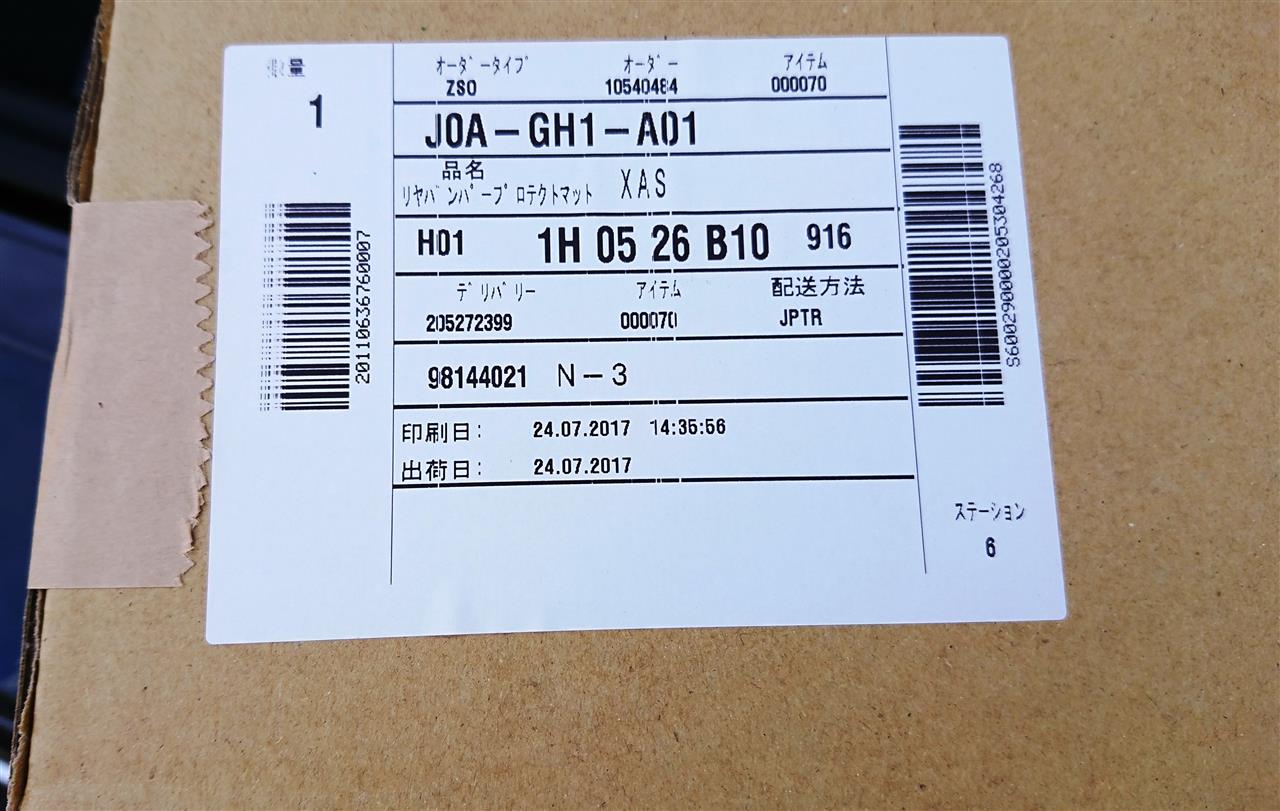 数量
1
2011063676760007
オーダータイプ オーダー アイテム
ZSO 10540484 000070
J0A-GH1-A01
品名
リヤバンパープロテクトマット XAS
H01 1H 05 26 B10 916
デリバリー アイテム 配送方法
205272399 000070 JPTR
98144021 N-3
印刷日: 24.07.2017 14:35:56
出荷日: 24.07.2017
S6002900000205304268
ステーション
6